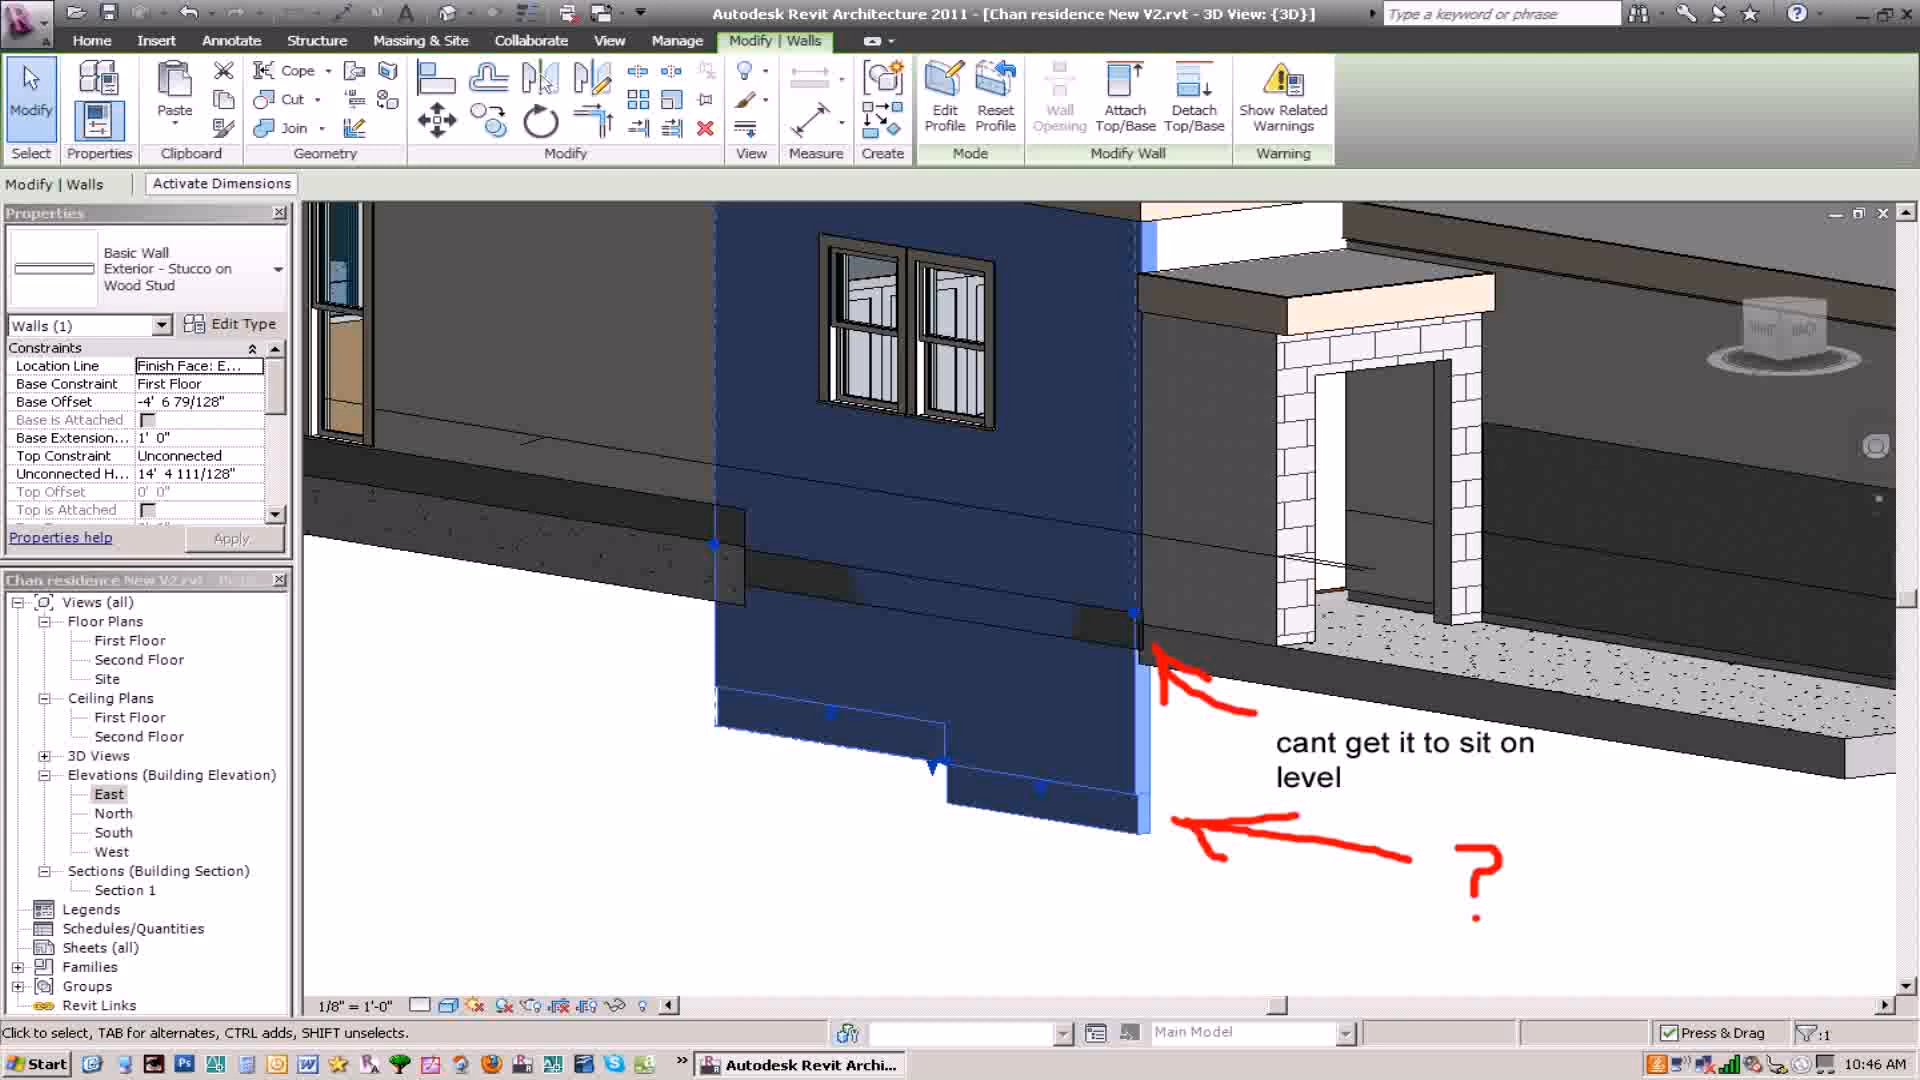 Autodesk Revit Architecture 2011 - [Chan residence New V2.rvt - 3D View: {3D}]
Type a keyword or phrase
Home Insert Annotate Structure Massing & Site Collaborate View Manage Modify | Walls
Modify
Paste
Cope
Cut
Join
Edit Profile
Reset Profile
Wall Opening
Attach Top/Base
Detach Top/Base
Show Related Warnings
Select Properties Clipboard Geometry Modify View Measure Create Mode Modify Wall Warning
Modify | Walls Activate Dimensions
Properties
Basic Wall
Exterior - Stucco on
Wood Stud
Walls (1) Edit Type
Constraints
Location Line Finish Face: E...
Base Constraint First Floor
Base Offset -4' 6 79/128"
Base is Attached
Base Extension... 1' 0"
Top Constraint Unconnected
Unconnected H... 14' 4 111/128"
Top Offset 0' 0"
Top is Attached
Properties help Apply
Chan residence New V2.rvt
Views (all)
Floor Plans
First Floor
Second Floor
Site
Ceiling Plans
First Floor
Second Floor
3D Views
Elevations (Building Elevation)
East
North
South
West
Sections (Building Section)
Section 1
Legends
Schedules/Quantities
Sheets (all)
Families
Groups
Revit Links
cant get it to sit on
level
?
1/8" = 1'-0"
Click to select, TAB for alternates, CTRL adds, SHIFT unselects.
Main Model
Press & Drag
:1
Start
Autodesk Revit Archi...
10:46 AM